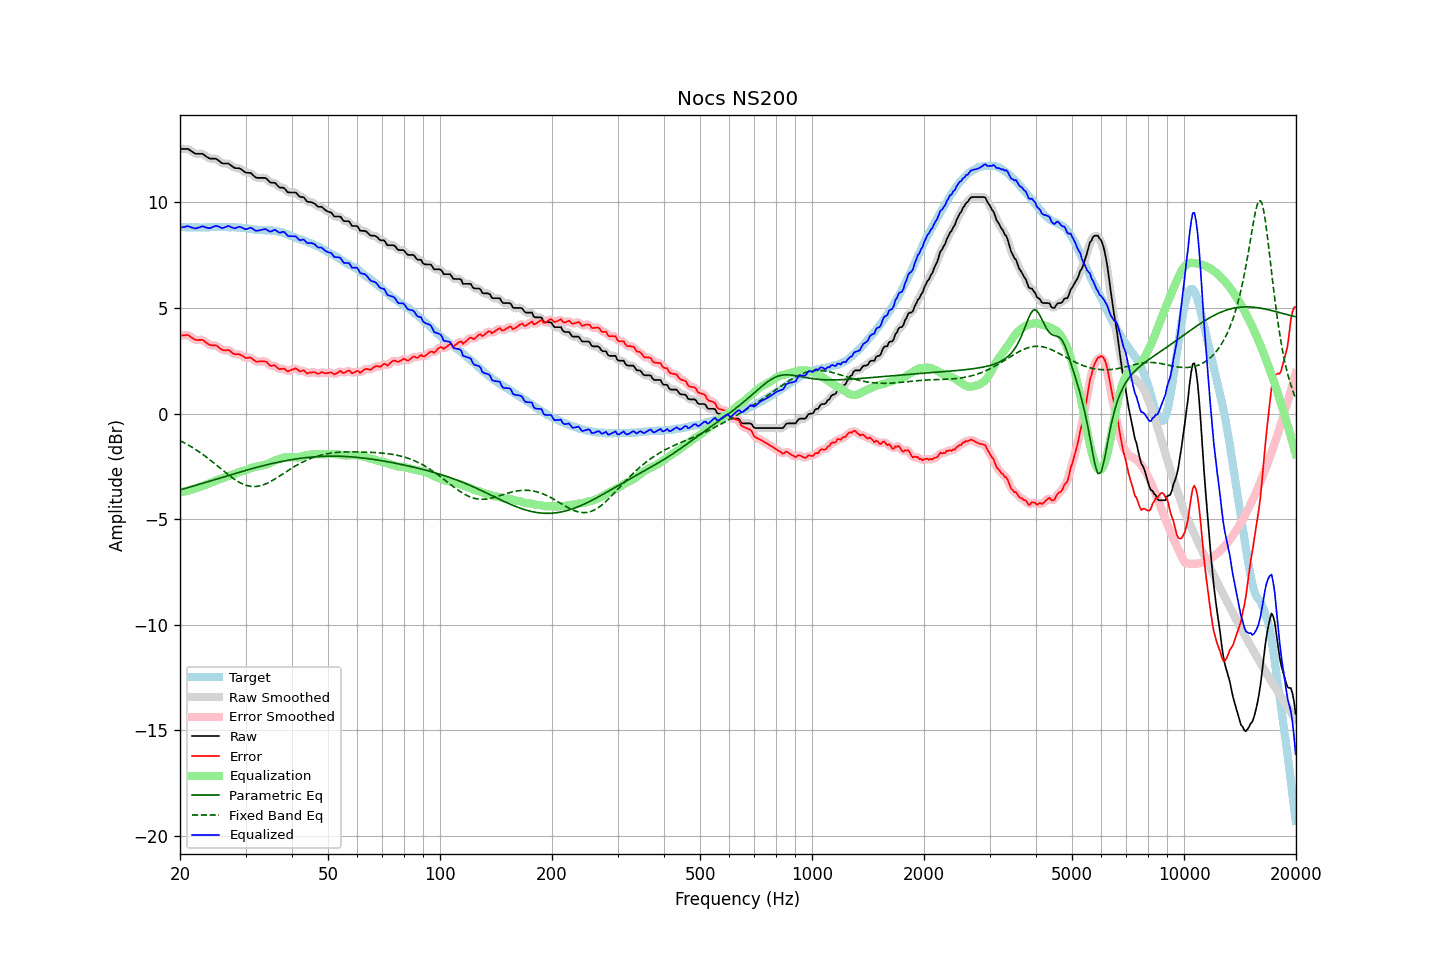 Nocs NS200
Amplitude (dBr)
10
5
0
−5
−10
−15
−20
Target
Raw Smoothed
Error Smoothed
Raw
Error
Equalization
Parametric Eq
Fixed Band Eq
Equalized
20 50 100 200 500 1000 2000 5000 10000 20000
Frequency (Hz)